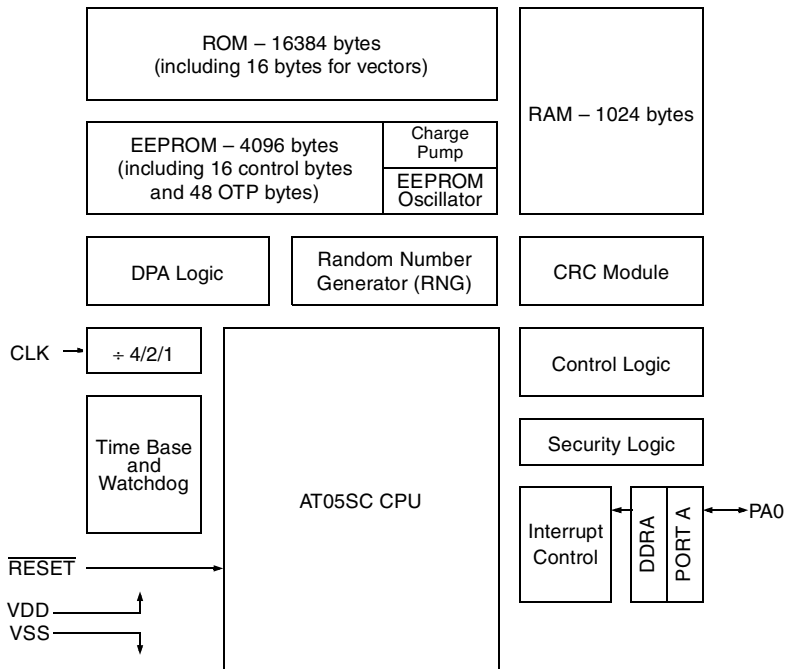 ROM – 16384 bytes
(including 16 bytes for vectors)
RAM – 1024 bytes
EEPROM – 4096 bytes
(including 16 control bytes
and 48 OTP bytes)
Charge
Pump
EEPROM
Oscillator
DPA Logic
Random Number
Generator (RNG)
CRC Module
CLK
÷ 4/2/1
Control Logic
Time Base
and
Watchdog
AT05SC CPU
Security Logic
Interrupt
Control
DDRA
PORT A
PA0
RESET
VDD
VSS